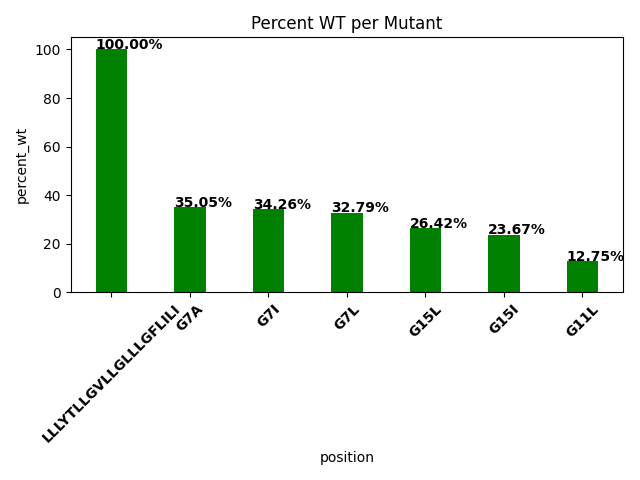 Percent WT per Mutant
percent_wt
100
80
60
40
20
0
100.00%
35.05%
34.26%
32.79%
26.42%
23.67%
12.75%
LLLYTLLGVLLGLLLGFLILI
G7A
G7I
G7L
G15L
G15I
G11L
position